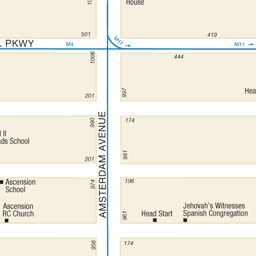 House
501
419
L PKWY
M4
M11
M11
1006
444
201
997
Hea
990
174
AMSTERDAM AVENUE
II
ds School
201
981
974
196
Ascension
School
Ascension
RC Church
961
Head Start
Jehovah's Witnesses
Spanish Congregation
956
174